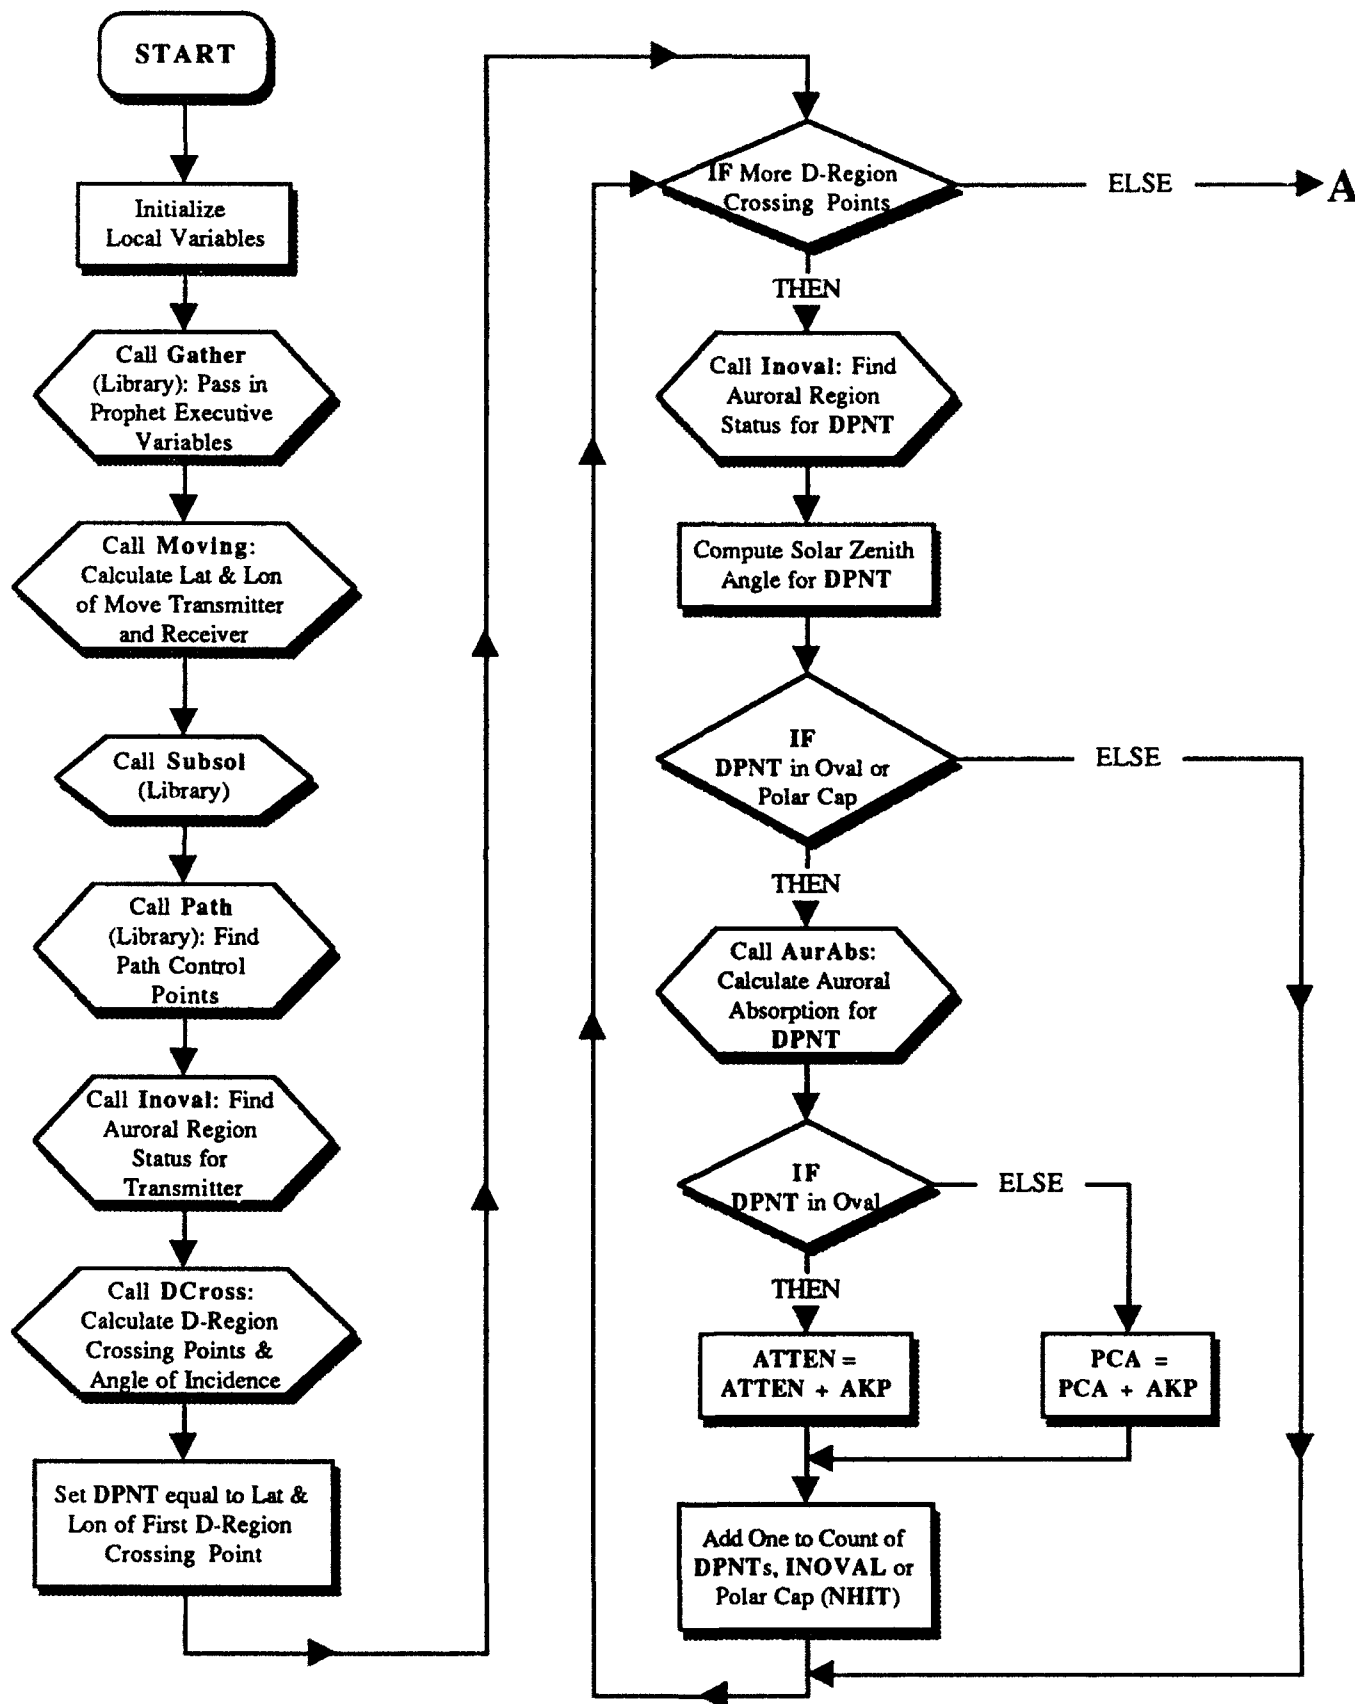 START
Initialize
Local Variables
Call Gather
(Library): Pass in
Prophet Executive
Variables
Call Moving:
Calculate Lat & Lon
of Move Transmitter
and Receiver
Call Subsol
(Library)
Call Path
(Library): Find
Path Control
Points
Call Inoval: Find
Auroral Region
Status for
Transmitter
Call DCross:
Calculate D-Region
Crossing Points &
Angle of Incidence
Set DPNT equal to Lat &
Lon of First D-Region
Crossing Point
IF More D-Region
Crossing Points
ELSE
A
THEN
Call Inoval: Find
Auroral Region
Status for DPNT
Compute Solar Zenith
Angle for DPNT
IF
DPNT in Oval or
Polar Cap
ELSE
THEN
Call AurAbs:
Calculate Auroral
Absorption for
DPNT
IF
DPNT in Oval
ELSE
THEN
ATTEN =
ATTEN + AKP
PCA =
PCA + AKP
Add One to Count of
DPNTs, INOVAL or
Polar Cap (NHIT)